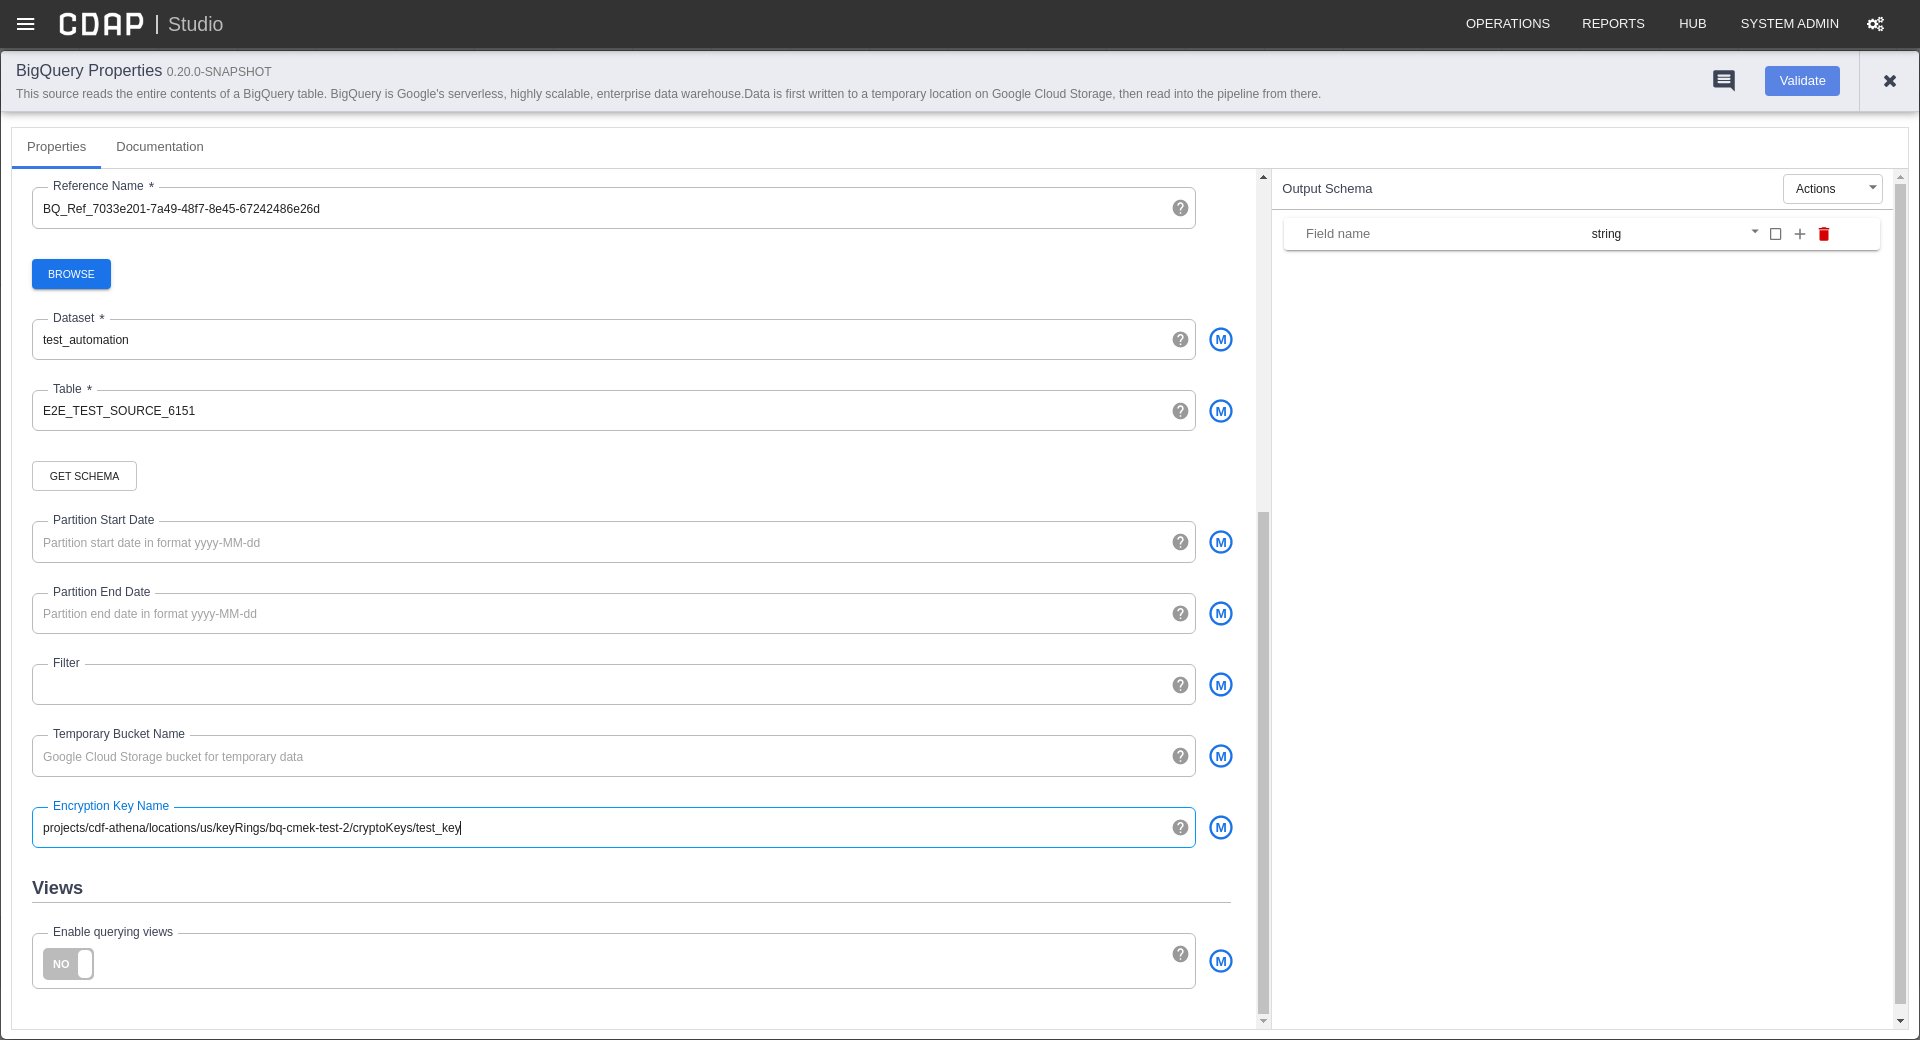 CDAP | Studio
OPERATIONS REPORTS HUB SYSTEM ADMIN
BigQuery Properties 0.20.0-SNAPSHOT
This source reads the entire contents of a BigQuery table. BigQuery is Google's serverless, highly scalable, enterprise data warehouse.Data is first written to a temporary location on Google Cloud Storage, then read into the pipeline from there.
Validate
Properties Documentation
Reference Name *
BQ_Ref_7033e201-7a49-48f7-8e45-67242486e26d
BROWSE
Dataset *
test_automation
M
Table *
E2E_TEST_SOURCE_6151
M
GET SCHEMA
Partition Start Date
Partition start date in format yyyy-MM-dd
M
Partition End Date
Partition end date in format yyyy-MM-dd
M
Filter
M
Temporary Bucket Name
Google Cloud Storage bucket for temporary data
M
Encryption Key Name
projects/cdf-athena/locations/us/keyRings/bq-cmek-test-2/cryptoKeys/test_key
M
Views
Enable querying views
NO
M
Output Schema
Actions
Field name
string